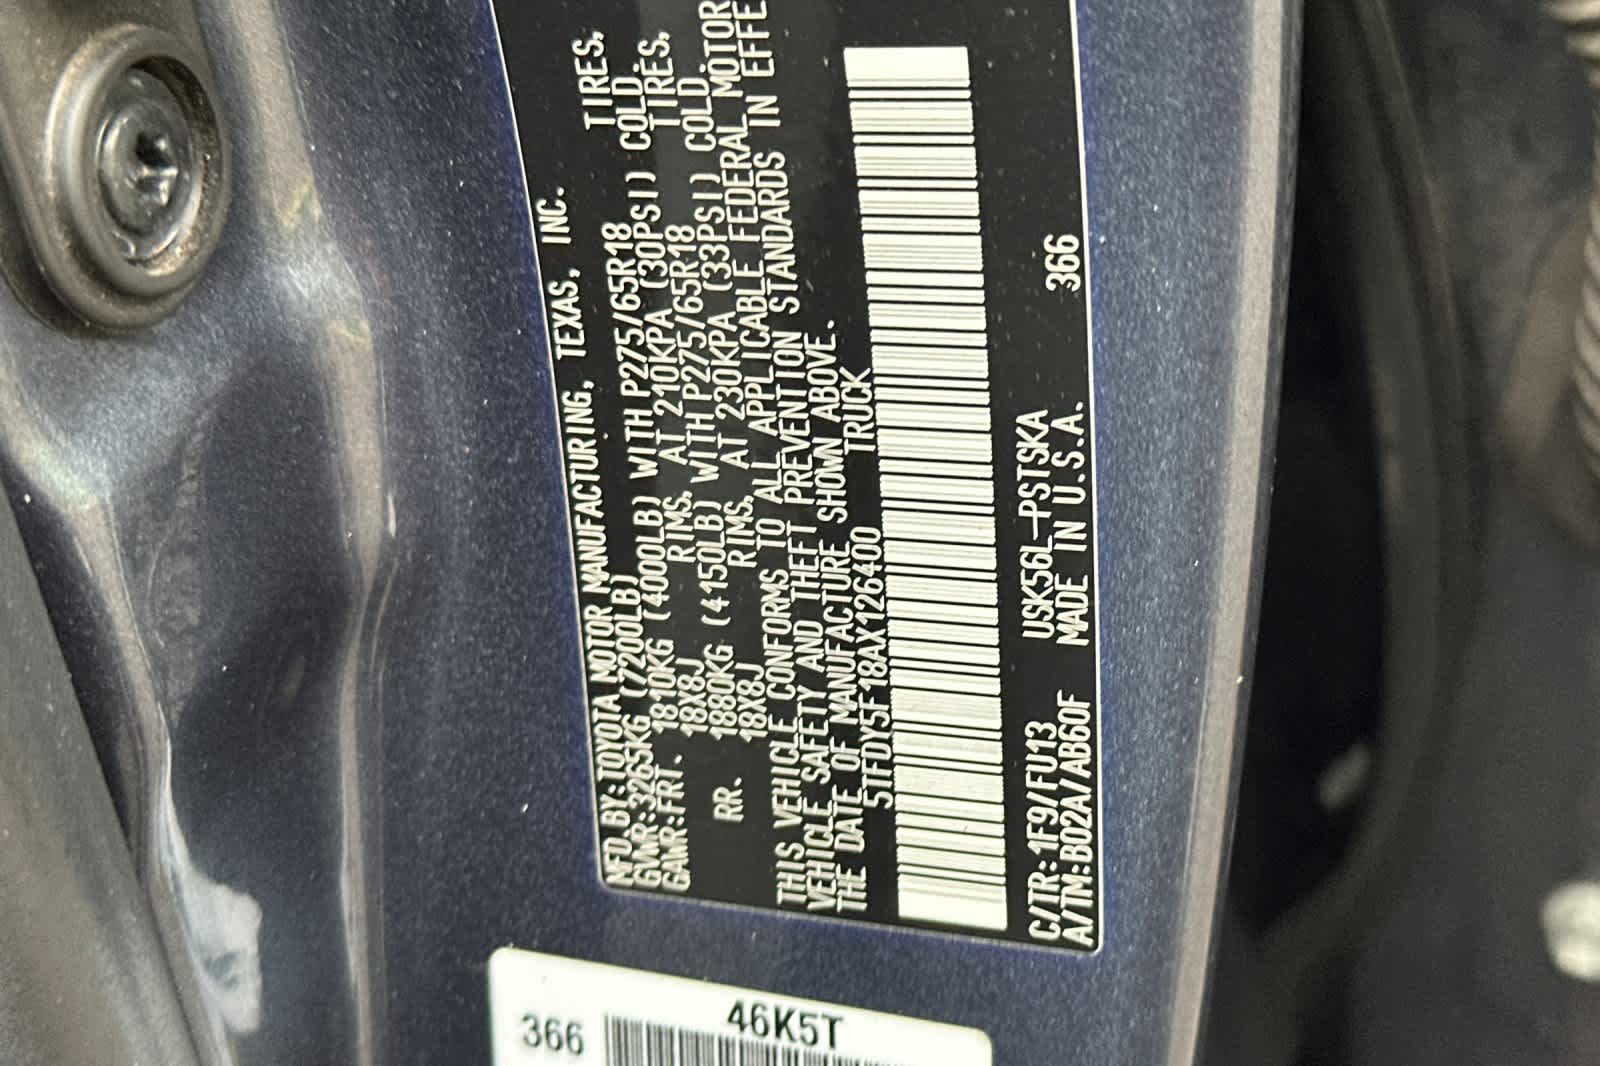 MFD. BY: TOYOTA MOTOR MANUFACTURING, TEXAS, INC.
GVWR: 3265KG (7200LB)
GAWR: FRT. 1810KG (4000LB) WITH P275/65R18 TIRES,
18X8J RIMS, AT 210KPA (30PSI) COLD.
RR. 1880KG (4150LB) WITH P275/65R18 TIRES,
18X8J RIMS, AT 230KPA (33PSI) COLD.
THIS VEHICLE CONFORMS TO ALL APPLICABLE FEDERAL MOTOR
VEHICLE SAFETY AND THEFT PREVENTION STANDARDS IN EFFE
THE DATE OF MANUFACTURE SHOWN ABOVE.
5TFDY5F18AX126400 TRUCK
C/TR: 1F9/FU13 USK56L-PSTSKA 366
A/TM: B02A/AB60F MADE IN U.S.A.
46K5T
366